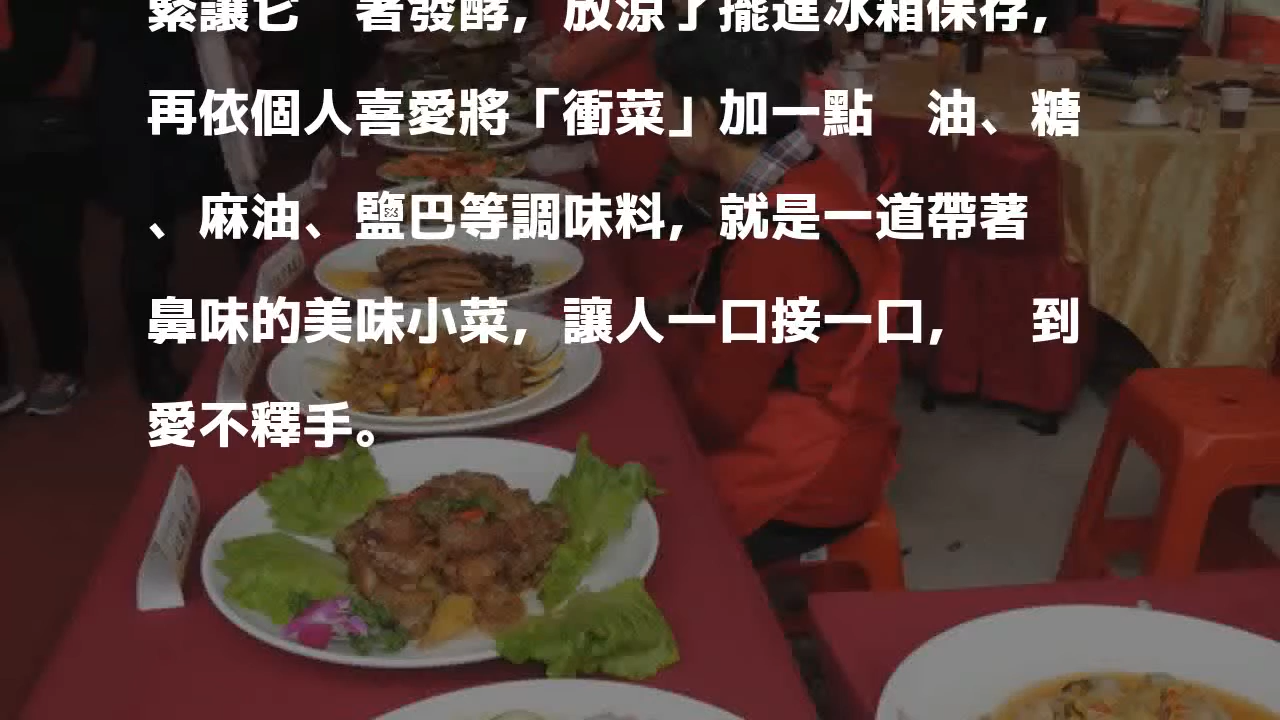 緊讓它　著發酵，放涼了擺進冰箱保存，
再依個人喜愛將「衝菜」加一點　油、糖
、麻油、鹽巴等調味料，就是一道帶著
鼻味的美味小菜，讓人一口接一口，　到
愛不釋手。